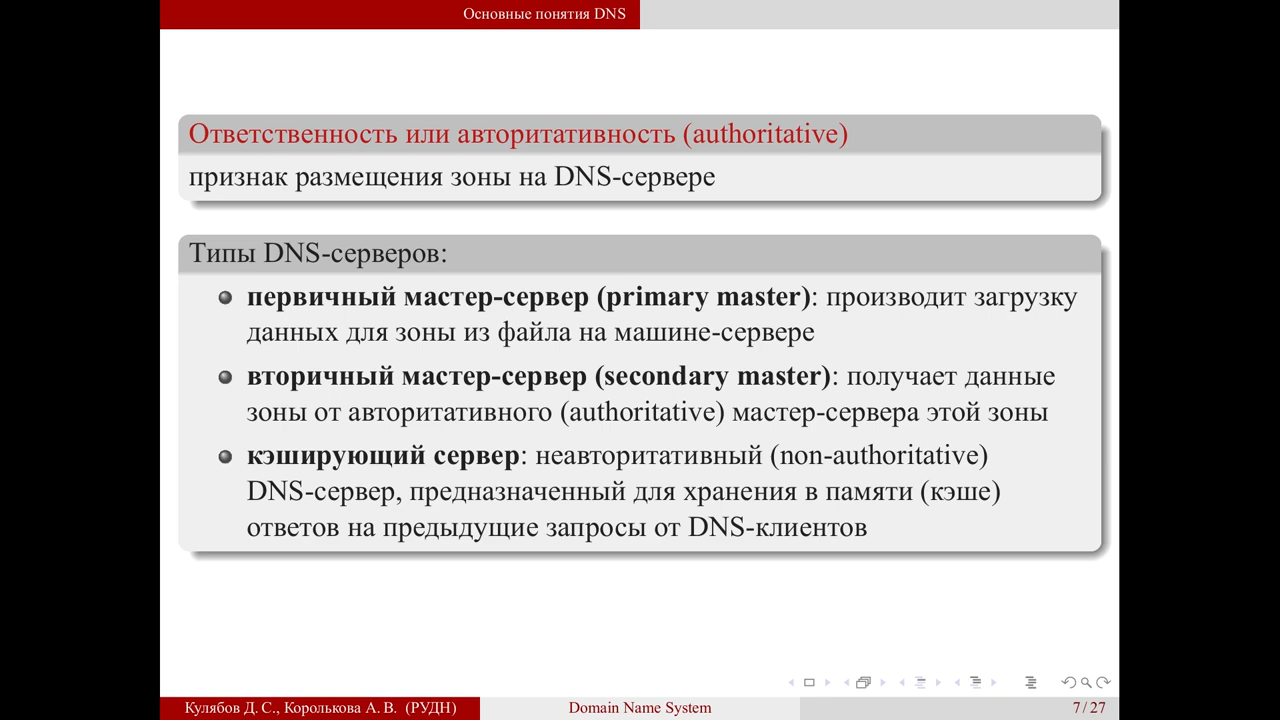 Основные понятия DNS
Ответственность или авторитативность (authoritative)
признак размещения зоны на DNS-сервере
Типы DNS-серверов:
первичный мастер-сервер (primary master): производит загрузку
данных для зоны из файла на машине-сервере
вторичный мастер-сервер (secondary master): получает данные
зоны от авторитативного (authoritative) мастер-сервера этой зоны
кэширующий сервер: неавторитативный (non-authoritative)
DNS-сервер, предназначенный для хранения в памяти (кэше)
ответов на предыдущие запросы от DNS-клиентов
Кулябов Д. С., Королькова А. В. (РУДН)
Domain Name System
7 / 27